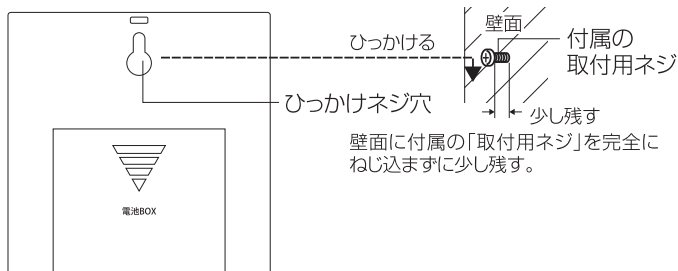 壁面
ひっかける
付属の
取付用ネジ
ひっかけネジ穴
少し残す
壁面に付属の「取付用ネジ」を完全に
ねじ込まずに少し残す。
電池BOX